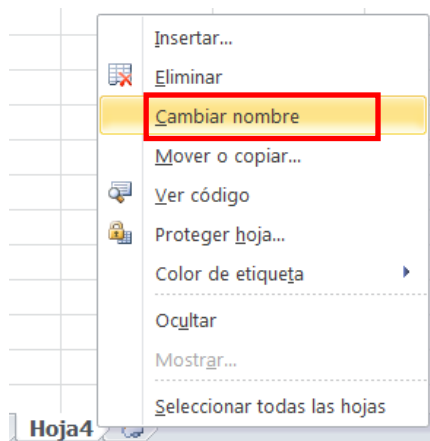 Insertar...
Eliminar
Cambiar nombre
Mover o copiar...
Ver código
Proteger hoja...
Color de etiqueta
Ocultar
Mostrar...
Seleccionar todas las hojas
Hoja4